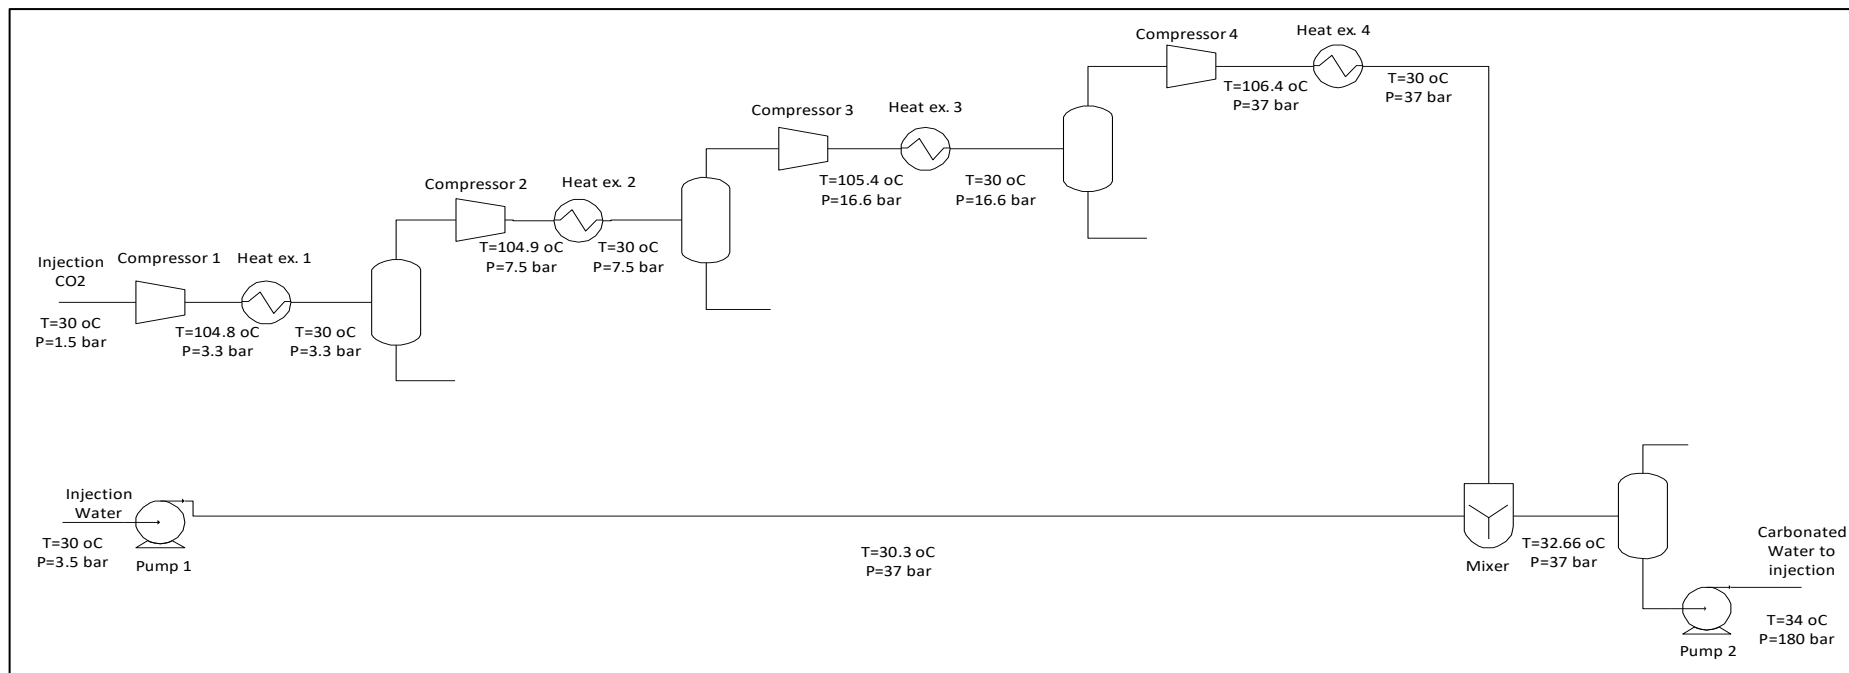 Compressor 4
Heat ex. 4
T=106.4 oC
P=37 bar
T=30 oC
P=37 bar
Compressor 3
Heat ex. 3
T=105.4 oC
P=16.6 bar
T=30 oC
P=16.6 bar
Compressor 2
Heat ex. 2
T=104.9 oC
P=7.5 bar
T=30 oC
P=7.5 bar
Injection
CO2
Compressor 1
Heat ex. 1
T=30 oC
P=1.5 bar
T=104.8 oC
P=3.3 bar
T=30 oC
P=3.3 bar
Injection
Water
T=30 oC
P=3.5 bar
Pump 1
T=30.3 oC
P=37 bar
Mixer
T=32.66 oC
P=37 bar
Carbonated
Water to
injection
T=34 oC
P=180 bar
Pump 2